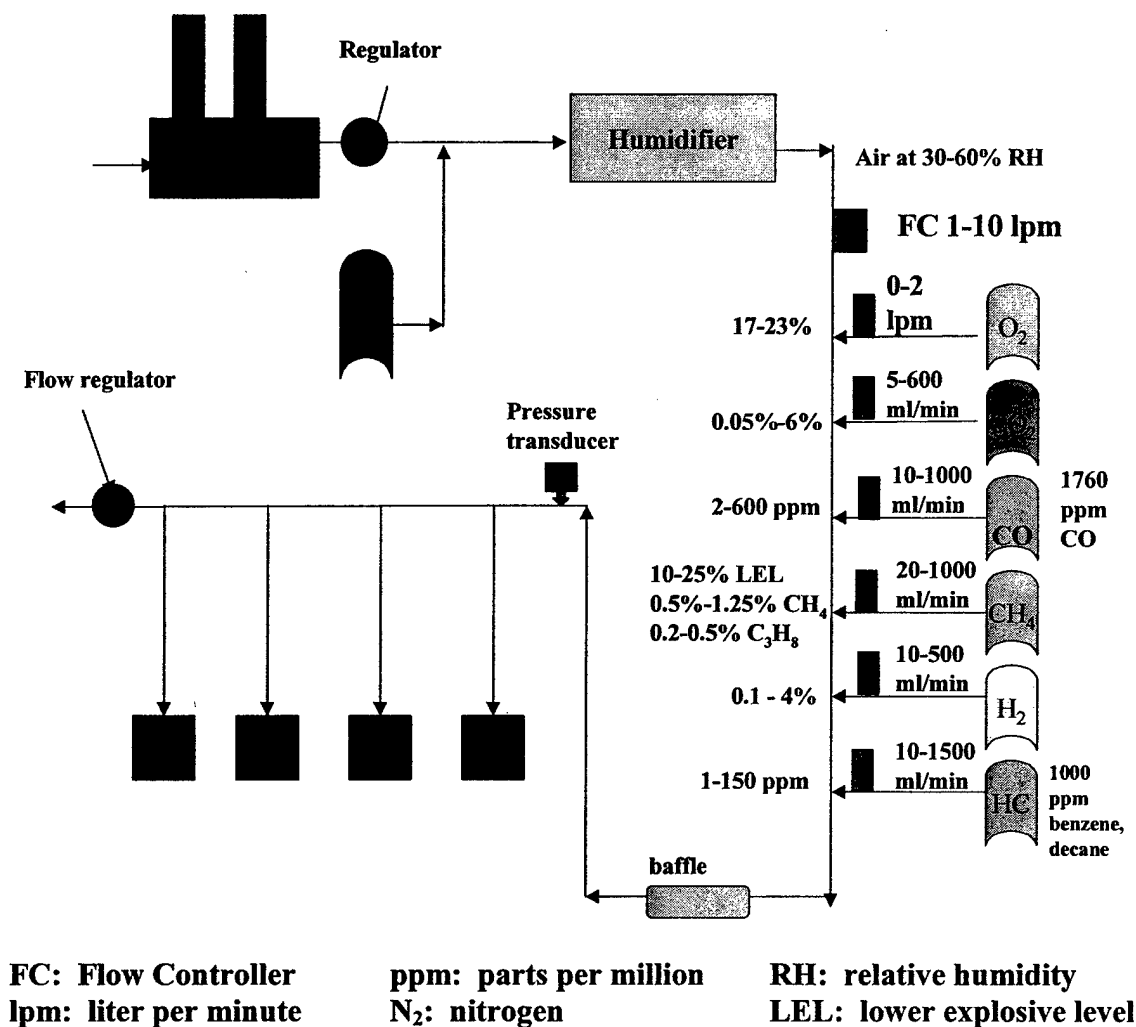 Regulator
Humidifier
Air at 30-60% RH
FC 1-10 lpm
0-2
lpm
17-23%
O₂
Flow regulator
5-600
ml/min
Pressure
transducer
0.05%-6%
10-1000
ml/min
1760
ppm
CO
2-600 ppm
CO
10-25% LEL
0.5%-1.25% CH₄
0.2-0.5% C₃H₈
20-1000
ml/min
CH₄
10-500
ml/min
0.1 - 4%
H₂
10-1500
ml/min
1-150 ppm
HC
1000
ppm
benzene,
decane
baffle
FC: Flow Controller
ppm: parts per million
RH: relative humidity
lpm: liter per minute
N₂: nitrogen
LEL: lower explosive level